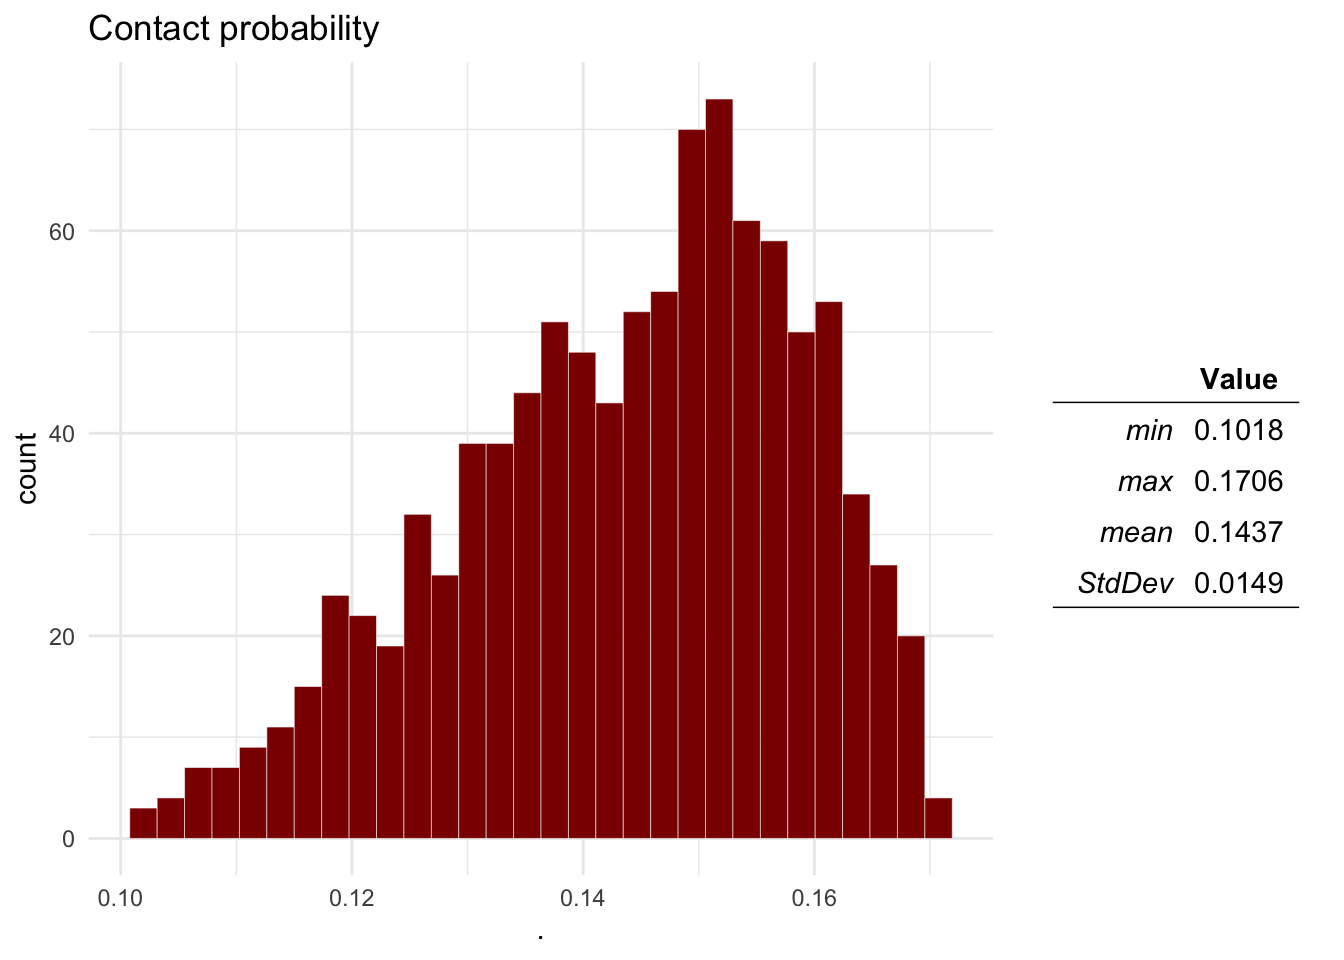 Contact probability
count
60
40
20
0
0.10 0.12 0.14 0.16
.
Value
min 0.1018
max 0.1706
mean 0.1437
StdDev 0.0149